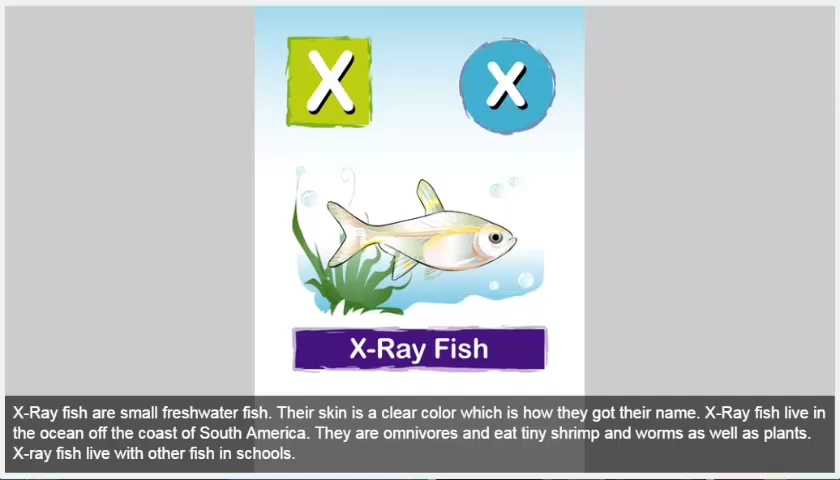 X x
X-Ray Fish
X-Ray fish are small freshwater fish. Their skin is a clear color which is how they got their name. X-Ray fish live in
the ocean off the coast of South America. They are omnivores and eat tiny shrimp and worms as well as plants.
X-ray fish live with other fish in schools.